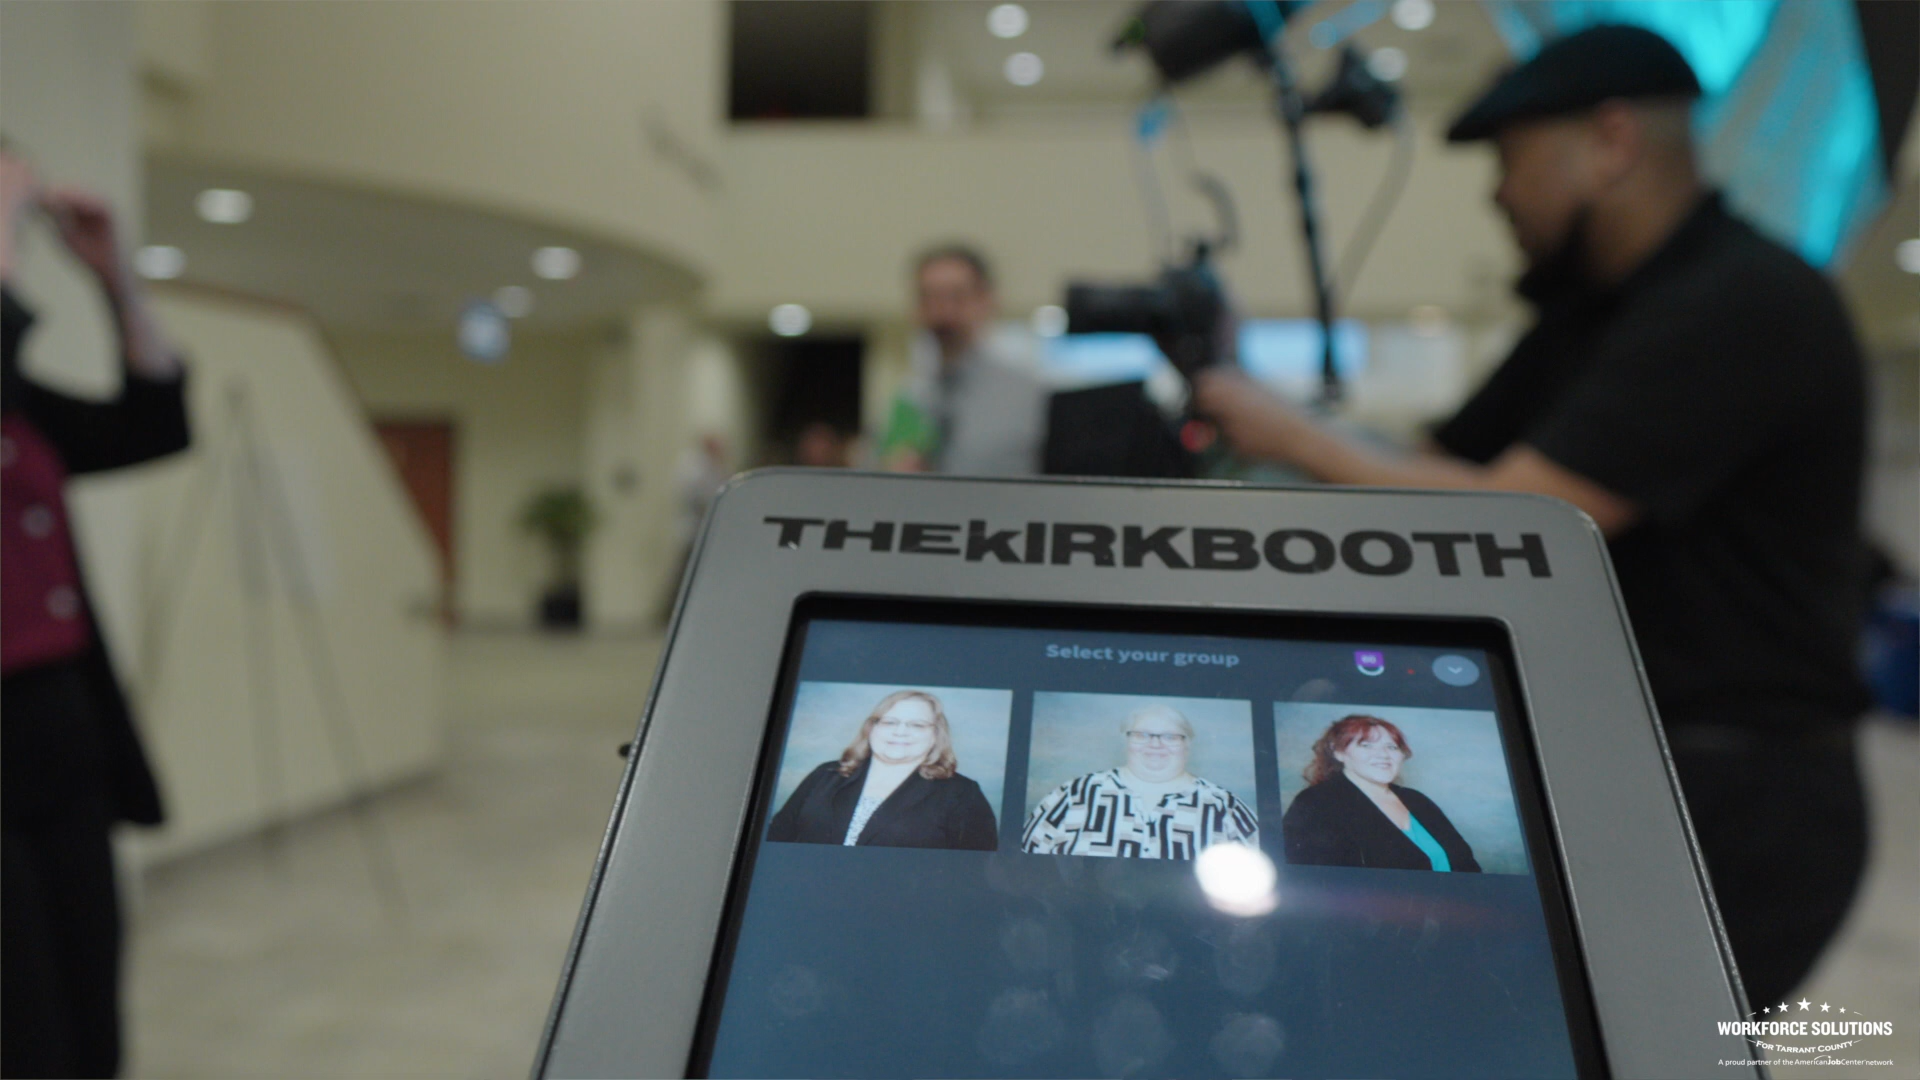 THEkIRKBOOTH
Select your group
WORKFORCE SOLUTIONS
FOR TARRANT COUNTY
A proud partner of the AmericanJobCenter network